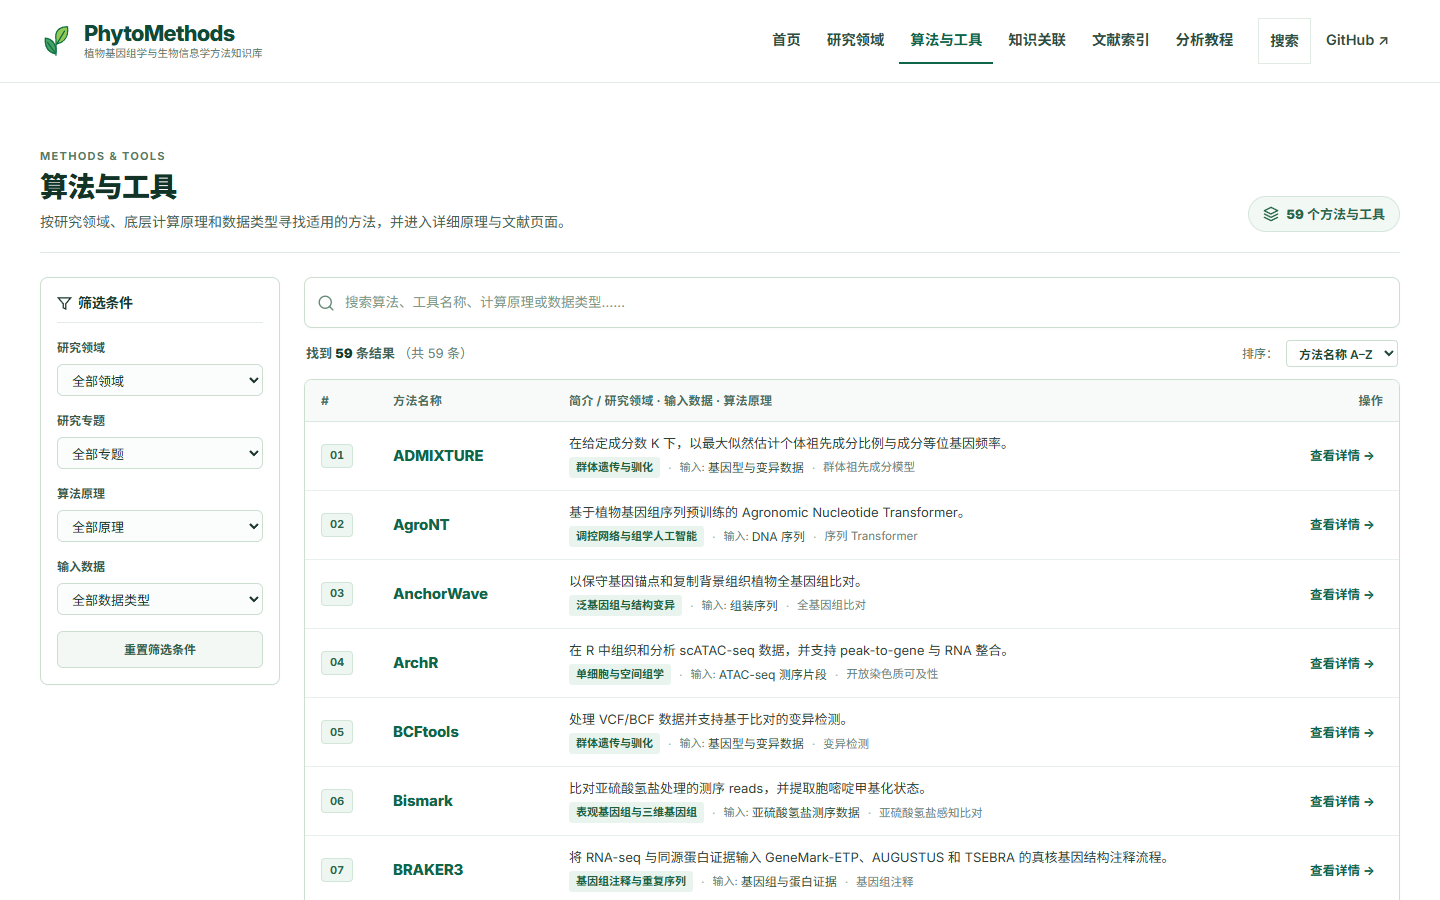 PhytoMethods
植物基因组学与生物信息学方法知识库
首页 研究领域 算法与工具 知识关联 文献索引 分析教程 搜索 GitHub ↗
METHODS & TOOLS
算法与工具
按研究领域、底层计算原理和数据类型寻找适用的方法，并进入详细原理与文献页面。
59 个方法与工具
筛选条件
研究领域
全部领域
研究专题
全部专题
算法原理
全部原理
输入数据
全部数据类型
重置筛选条件
搜索算法、工具名称、计算原理或数据类型……
找到 59 条结果 （共 59 条）
排序： 方法名称 A–Z
# 方法名称 简介 / 研究领域 · 输入数据 · 算法原理 操作
01 ADMIXTURE 在给定成分数 K 下，以最大似然估计个体祖先成分比例与成分等位基因频率。 查看详情 →
群体遗传与驯化 · 输入: 基因型与变异数据 · 群体祖先成分模型
02 AgroNT 基于植物基因组序列预训练的 Agronomic Nucleotide Transformer。 查看详情 →
调控网络与组学人工智能 · 输入: DNA 序列 · 序列 Transformer
03 AnchorWave 以保守基因锚点和复制背景组织植物全基因组比对。 查看详情 →
泛基因组与结构变异 · 输入: 组装序列 · 全基因组比对
04 ArchR 在 R 中组织和分析 scATAC-seq 数据，并支持 peak-to-gene 与 RNA 整合。 查看详情 →
单细胞与空间组学 · 输入: ATAC-seq 测序片段 · 开放染色质可及性
05 BCFtools 处理 VCF/BCF 数据并支持基于比对的变异检测。 查看详情 →
群体遗传与驯化 · 输入: 基因型与变异数据 · 变异检测
06 Bismark 比对亚硫酸氢盐处理的测序 reads，并提取胞嘧啶甲基化状态。 查看详情 →
表观基因组与三维基因组 · 输入: 亚硫酸氢盐测序数据 · 亚硫酸氢盐感知比对
07 BRAKER3 将 RNA-seq 与同源蛋白证据输入 GeneMark-ETP、AUGUSTUS 和 TSEBRA 的真核基因结构注释流程。 查看详情 →
基因组注释与重复序列 · 输入: 基因组与蛋白证据 · 基因组注释